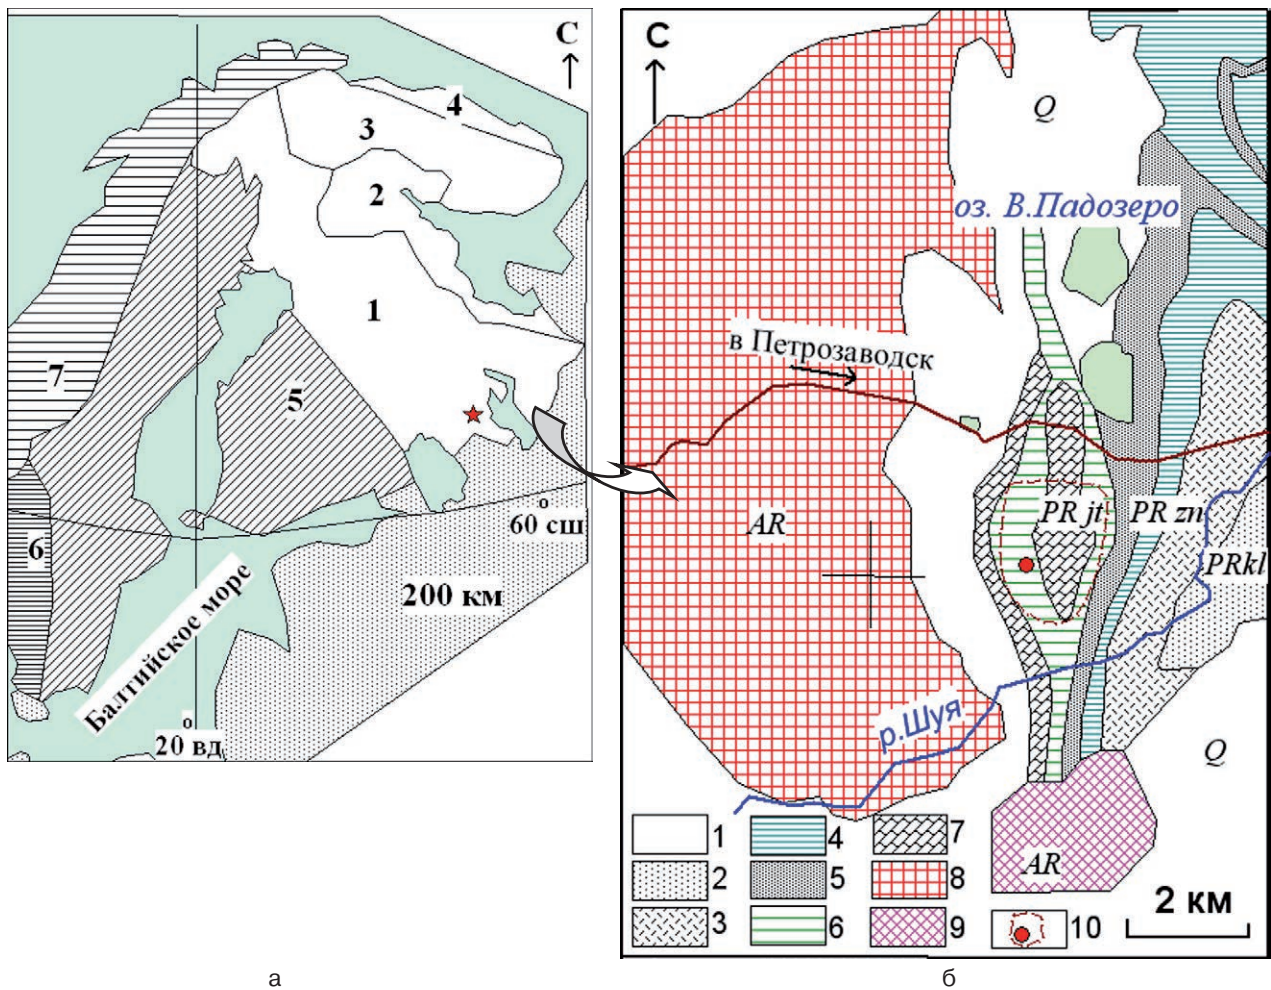 С
4
3
2
1
7
5
6
60 сш
200 км
Балтийское море
20 вд
С
Q
оз. В.Падозеро
в Петрозаводск
AR
PR jt
PR zn
PRkl
р.Шуя
Q
AR
1
4
7
2
5
8
3
6
9
10
2 км
а
б